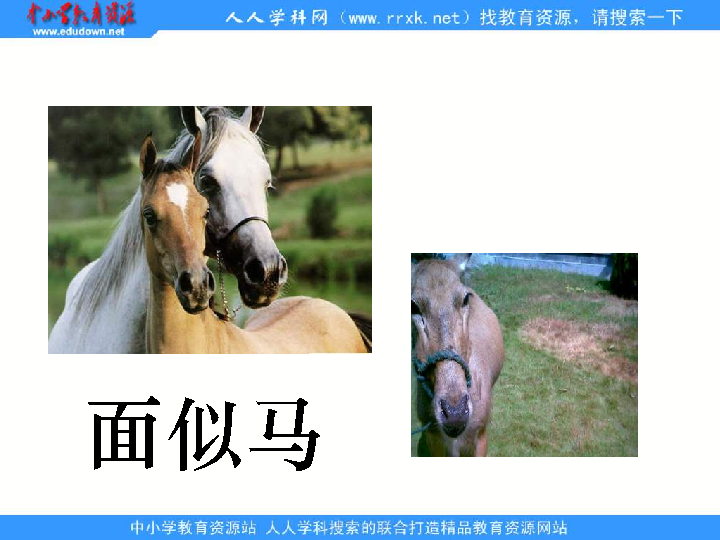 中小学教育资源
www.edudown.net
人人学科网（www.rrxk.net）找教育资源，请搜索一下
面似马
中小学教育资源站 人人学科搜索的联合打造精品教育资源网站